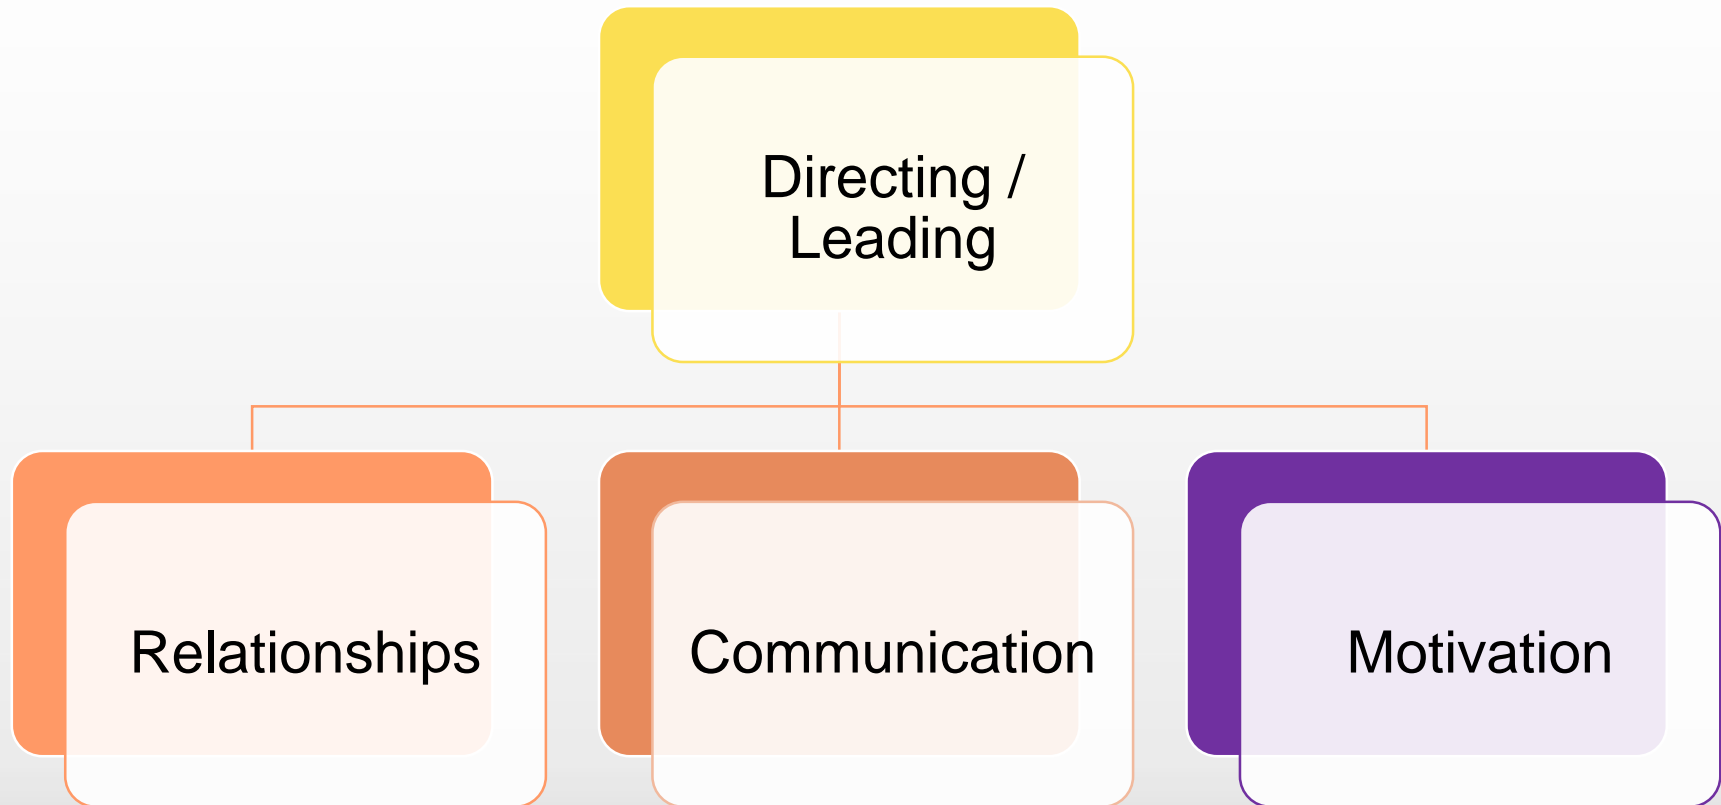 Directing /
Leading
Relationships
Communication
Motivation